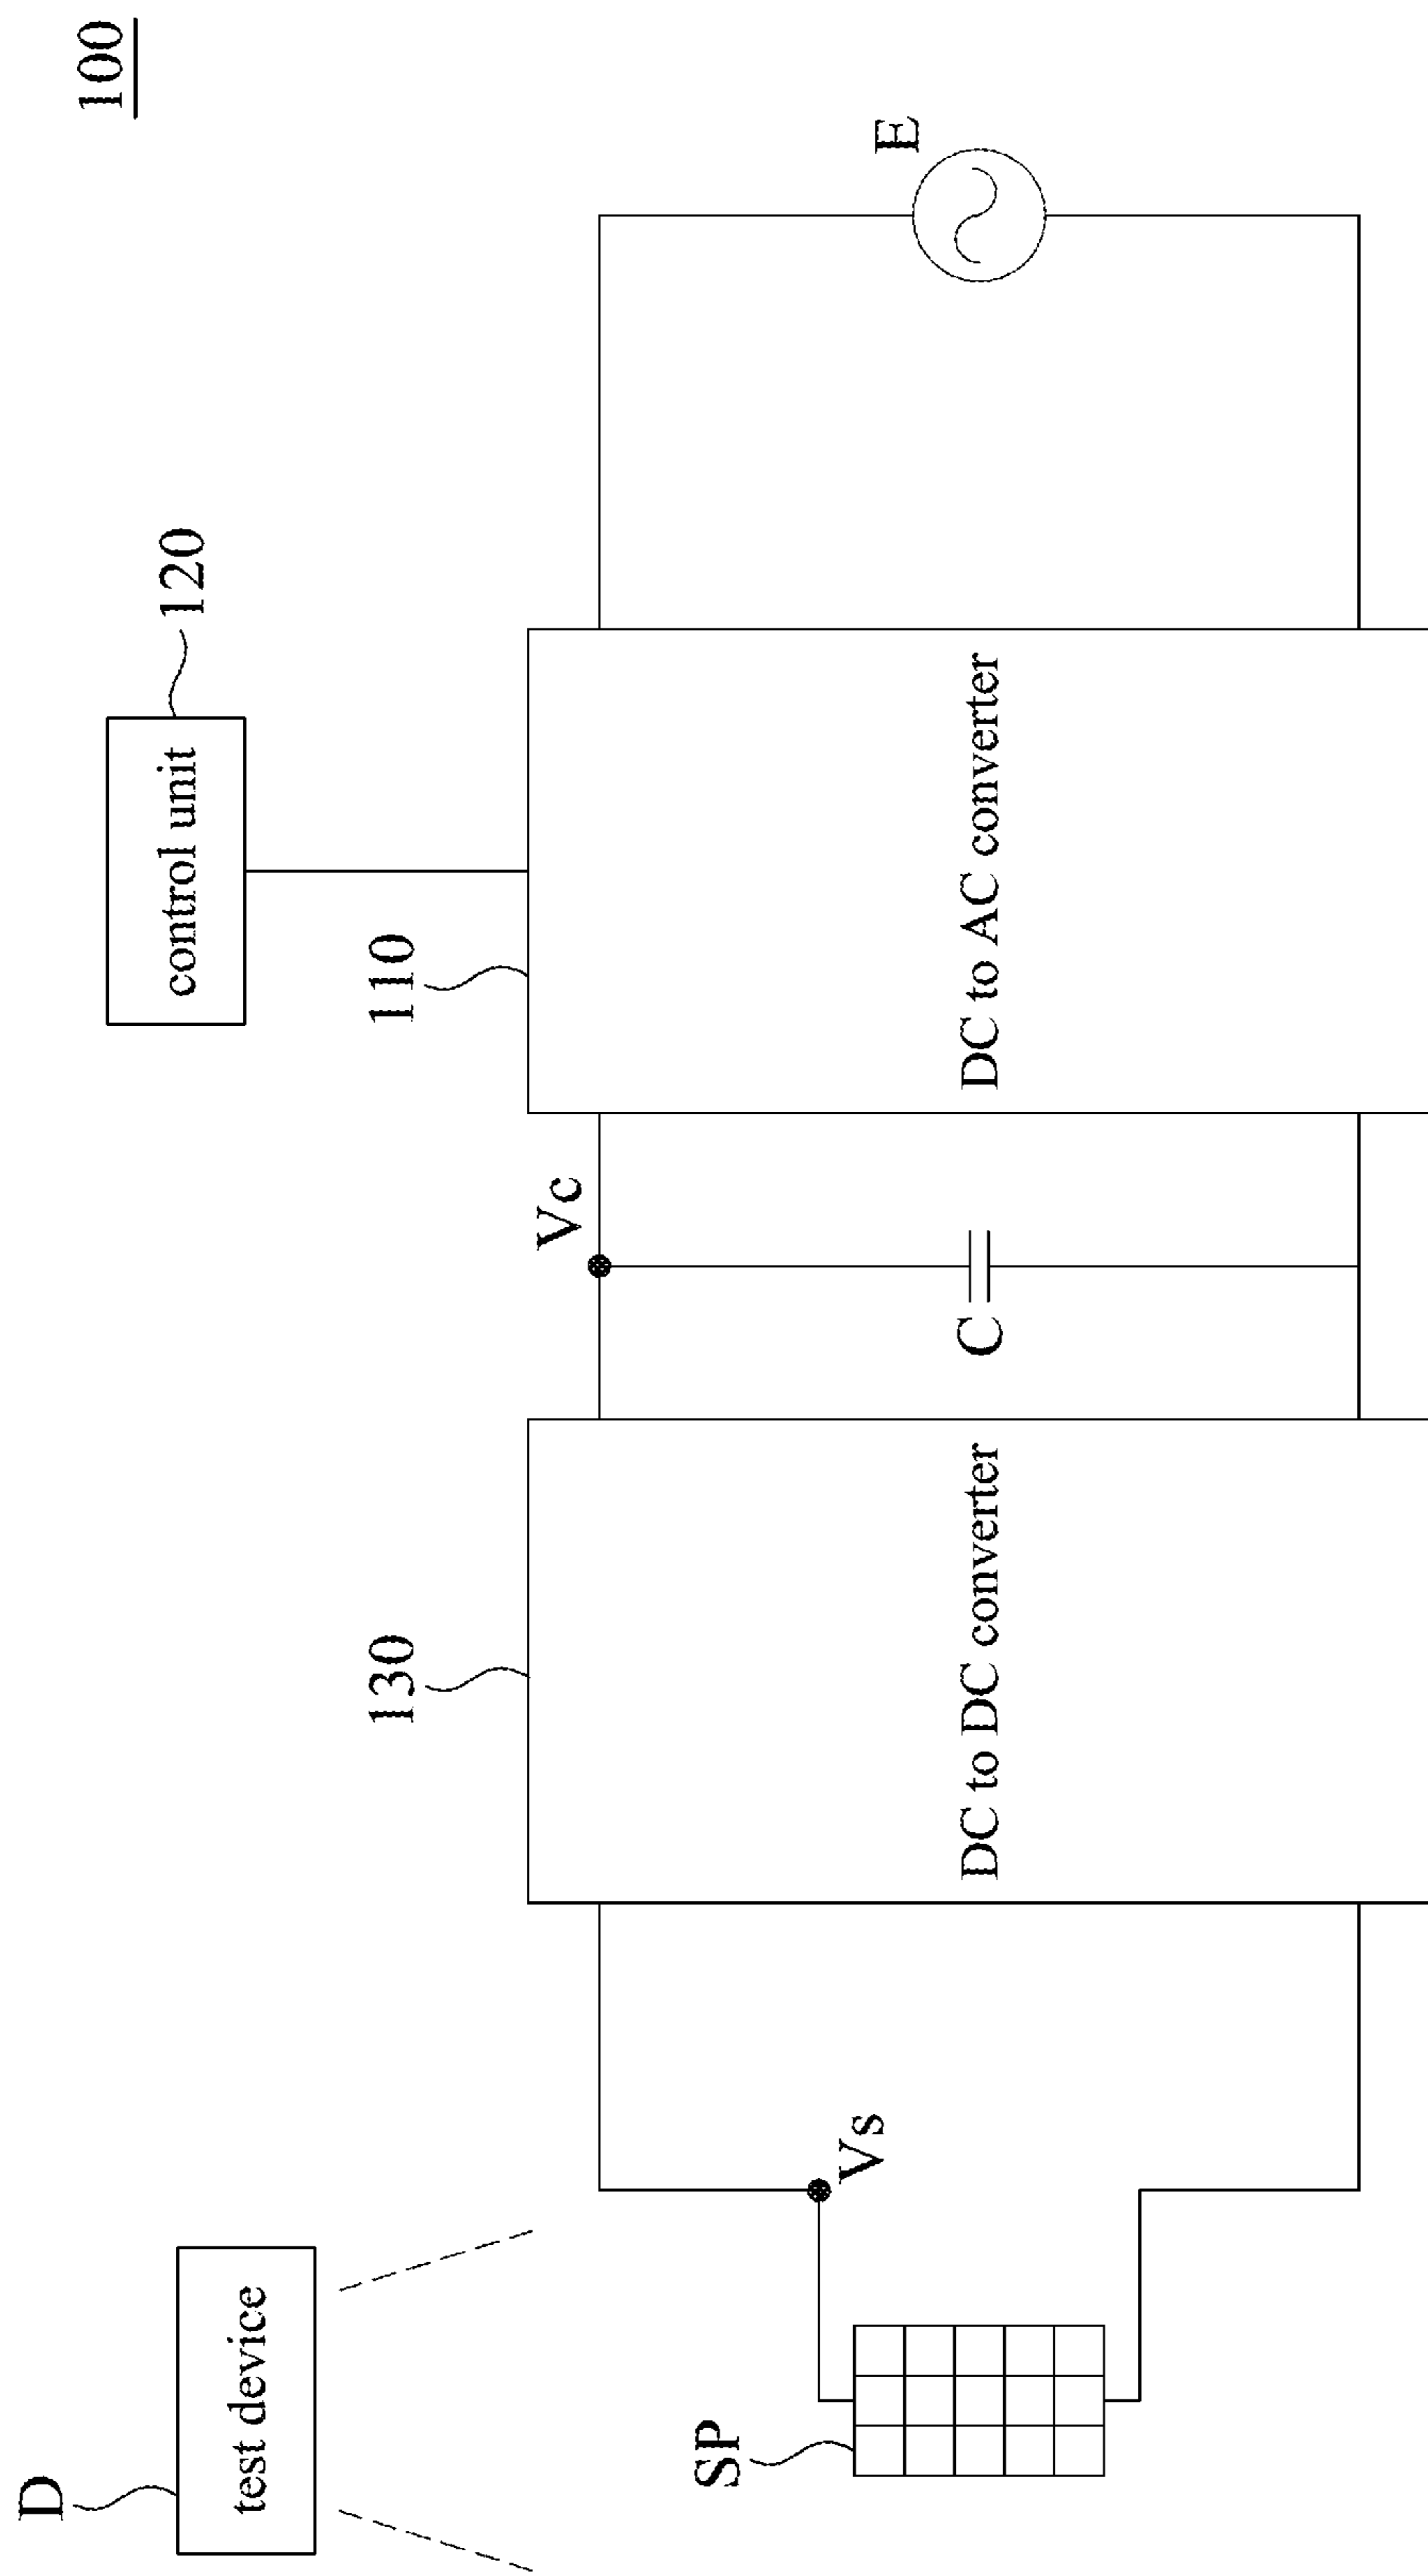 100
D
test device
SP
Vs
130
DC to DC converter
Vc
C
110
DC to AC converter
control unit
120
E